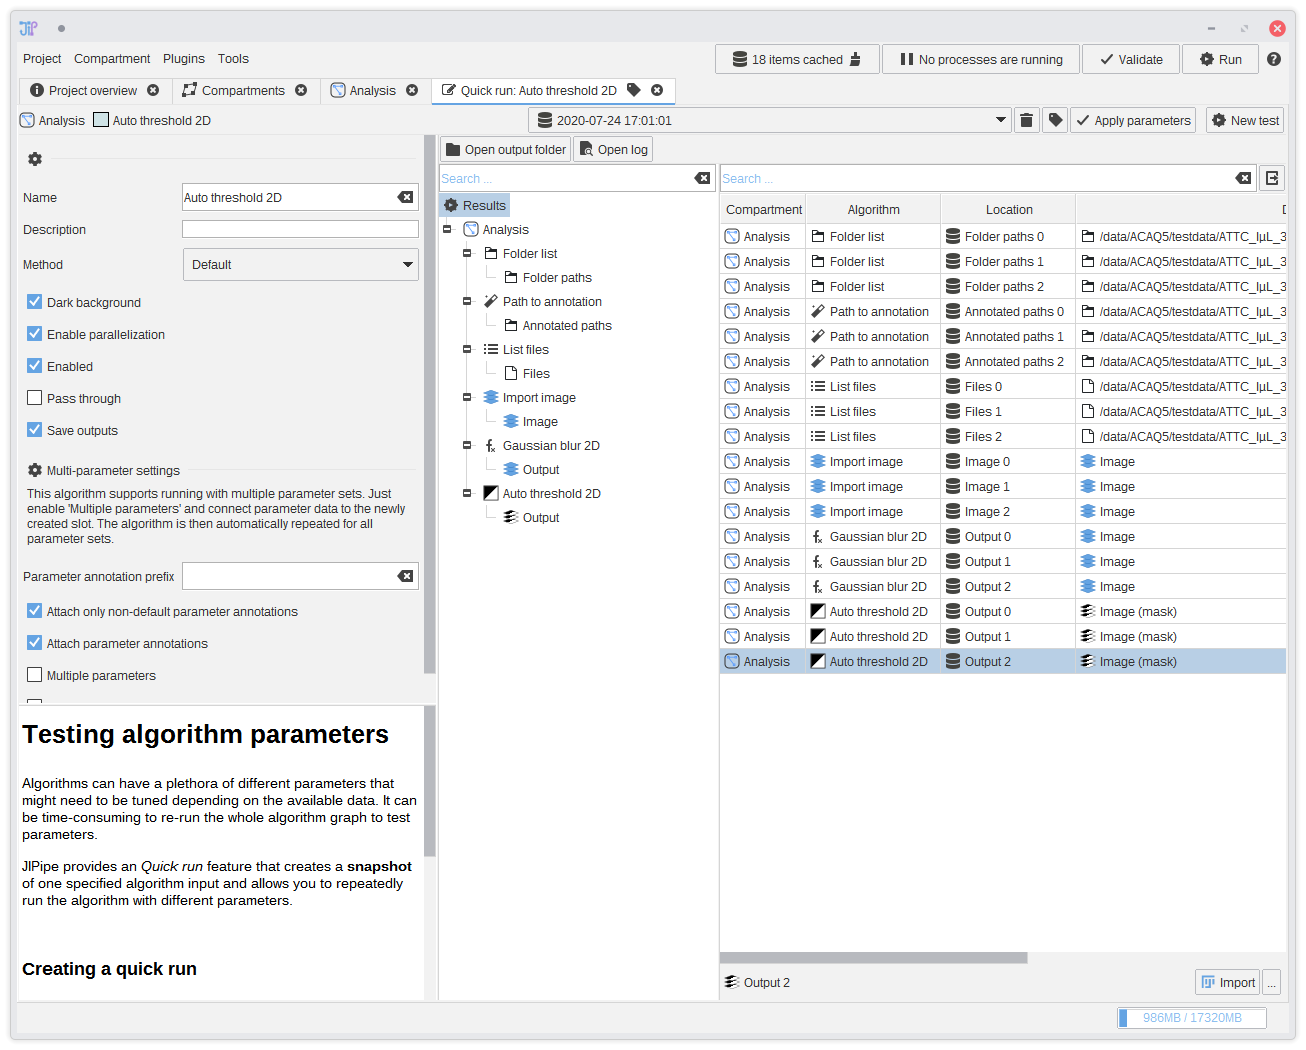 JIP
Project Compartment Plugins Tools
18 items cached No processes are running Validate Run
Project overview Compartments Analysis Quick run: Auto threshold 2D
Analysis Auto threshold 2D 2020-07-24 17:01:01 Apply parameters New test
Open output folder Open log
Search ... Search ...
Name Auto threshold 2D
Description
Method Default
Dark background
Enable parallelization
Enabled
Pass through
Save outputs
Multi-parameter settings
This algorithm supports running with multiple parameter sets. Just
enable 'Multiple parameters' and connect parameter data to the newly
created slot. The algorithm is then automatically repeated for all
parameter sets.
Parameter annotation prefix
Attach only non-default parameter annotations
Attach parameter annotations
Multiple parameters
Testing algorithm parameters
Algorithms can have a plethora of different parameters that
might need to be tuned depending on the available data. It can
be time-consuming to re-run the whole algorithm graph to test
parameters.
JIPipe provides an Quick run feature that creates a snapshot
of one specified algorithm input and allows you to repeatedly
run the algorithm with different parameters.
Creating a quick run
Results
Analysis
Folder list
Folder paths
Path to annotation
Annotated paths
List files
Files
Import image
Image
Gaussian blur 2D
Output
Auto threshold 2D
Output
Compartment Algorithm Location
Analysis Folder list Folder paths 0 /data/ACAQ5/testdata/ATTC_IµL_3
Analysis Folder list Folder paths 1 /data/ACAQ5/testdata/ATTC_IµL_3
Analysis Folder list Folder paths 2 /data/ACAQ5/testdata/ATTC_IµL_3
Analysis Path to annotation Annotated paths 0 /data/ACAQ5/testdata/ATTC_IµL_3
Analysis Path to annotation Annotated paths 1 /data/ACAQ5/testdata/ATTC_IµL_3
Analysis Path to annotation Annotated paths 2 /data/ACAQ5/testdata/ATTC_IµL_3
Analysis List files Files 0 /data/ACAQ5/testdata/ATTC_IµL_3
Analysis List files Files 1 /data/ACAQ5/testdata/ATTC_IµL_3
Analysis List files Files 2 /data/ACAQ5/testdata/ATTC_IµL_3
Analysis Import image Image 0 Image
Analysis Import image Image 1 Image
Analysis Import image Image 2 Image
Analysis Gaussian blur 2D Output 0 Image
Analysis Gaussian blur 2D Output 1 Image
Analysis Gaussian blur 2D Output 2 Image
Analysis Auto threshold 2D Output 0 Image (mask)
Analysis Auto threshold 2D Output 1 Image (mask)
Analysis Auto threshold 2D Output 2 Image (mask)
Output 2 Import ...
986MB / 17320MB